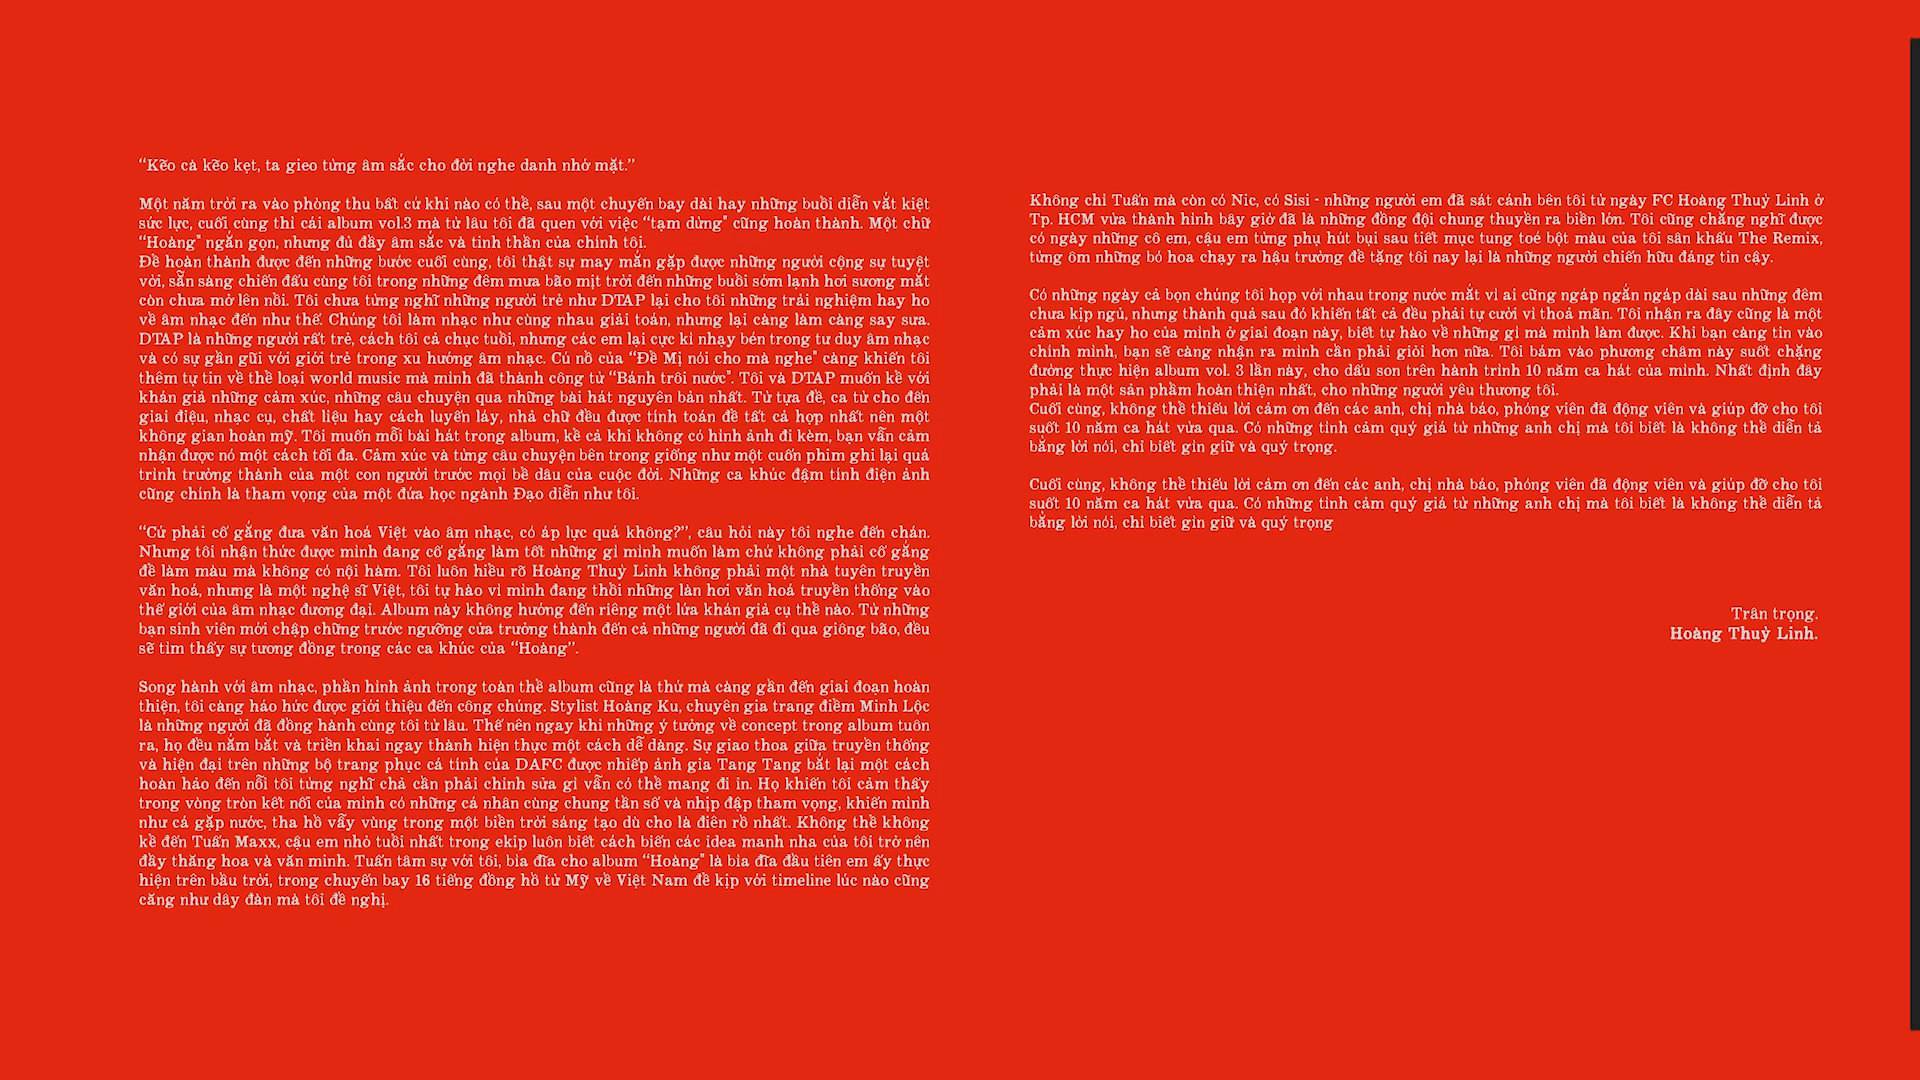 “Kẽo cà kẽo kẹt, ta gieo từng âm sắc cho đời nghe danh nhớ mặt.”
Một năm trời ra vào phòng thu bất cứ khi nào có thể, sau một chuyến bay dài hay những buổi diễn vắt kiệt
sức lực, cuối cùng thì cái album vol.3 mà từ lâu tôi đã quen với việc “tạm dừng" cũng hoàn thành. Một chữ
“Hoàng" ngắn gọn, nhưng đủ đầy âm sắc và tinh thần của chính tôi.
Để hoàn thành được đến những bước cuối cùng, tôi thật sự may mắn gặp được những người cộng sự tuyệt
vời, sẵn sàng chiến đấu cùng tôi trong những đêm mưa bão mịt trời đến những buổi sớm lạnh hơi sương mắt
còn chưa mở lên nổi. Tôi chưa từng nghĩ những người trẻ như DTAP lại cho tôi những trải nghiệm hay ho
về âm nhạc đến như thế. Chúng tôi làm nhạc như cùng nhau giải toán, nhưng lại càng làm càng say sưa.
DTAP là những người rất trẻ, cách tôi cả chục tuổi, nhưng các em lại cực kì nhạy bén trong tư duy âm nhạc
và có sự gần gũi với giới trẻ trong xu hướng âm nhạc. Cú nổ của “Để Mị nói cho mà nghe" càng khiến tôi
thêm tự tin về thể loại world music mà mình đã thành công từ “Bánh trôi nước". Tôi và DTAP muốn kể với
khán giả những cảm xúc, những câu chuyện qua những bài hát nguyên bản nhất. Từ tựa đề, ca từ cho đến
giai điệu, nhạc cụ, chất liệu hay cách luyến láy, nhả chữ đều được tính toán để tất cả hợp nhất nên một
không gian hoàn mỹ. Tôi muốn mỗi bài hát trong album, kể cả khi không có hình ảnh đi kèm, bạn vẫn cảm
nhận được nó một cách tối đa. Cảm xúc và từng câu chuyện bên trong giống như một cuốn phim ghi lại quá
trình trưởng thành của một con người trước mọi bể dâu của cuộc đời. Những ca khúc đậm tính điện ảnh
cũng chính là tham vọng của một đứa học ngành Đạo diễn như tôi.
“Cứ phải cố gắng đưa văn hoá Việt vào âm nhạc, có áp lực quá không?”, câu hỏi này tôi nghe đến chán.
Nhưng tôi nhận thức được mình đang cố gắng làm tốt những gì mình muốn làm chứ không phải cố gắng
để làm màu mà không có nội hàm. Tôi luôn hiểu rõ Hoàng Thuỳ Linh không phải một nhà tuyên truyền
văn hoá, nhưng là một nghệ sĩ Việt, tôi tự hào vì mình đang thổi những làn hơi văn hoá truyền thống vào
thế giới của âm nhạc đương đại. Album này không hướng đến riêng một lứa khán giả cụ thể nào. Từ những
bạn sinh viên mới chập chững trước ngưỡng cửa trưởng thành đến cả những người đã đi qua giông bão, đều
sẽ tìm thấy sự tương đồng trong các ca khúc của “Hoàng”.
Song hành với âm nhạc, phần hình ảnh trong toàn thể album cũng là thứ mà càng gần đến giai đoạn hoàn
thiện, tôi càng háo hức được giới thiệu đến công chúng. Stylist Hoàng Ku, chuyên gia trang điểm Minh Lộc
là những người đã đồng hành cùng tôi từ lâu. Thế nên ngay khi những ý tưởng về concept trong album tuôn
ra, họ đều nắm bắt và triển khai ngay thành hiện thực một cách dễ dàng. Sự giao thoa giữa truyền thống
và hiện đại trên những bộ trang phục cá tính của DAFC được nhiếp ảnh gia Tang Tang bắt lại một cách
hoàn hảo đến nỗi tôi từng nghĩ chả cần phải chỉnh sửa gì vẫn có thể mang đi in. Họ khiến tôi cảm thấy
trong vòng tròn kết nối của mình có những cá nhân cùng chung tần số và nhịp đập tham vọng, khiến mình
như cá gặp nước, tha hồ vẫy vùng trong một biển trời sáng tạo dù cho là điên rồ nhất. Không thể không
kể đến Tuấn Maxx, cậu em nhỏ tuổi nhất trong ekip luôn biết cách biến các idea manh nha của tôi trở nên
đầy thăng hoa và văn minh. Tuấn tâm sự với tôi, bìa đĩa cho album “Hoàng" là bìa đĩa đầu tiên em ấy thực
hiện trên bầu trời, trong chuyến bay 16 tiếng đồng hồ từ Mỹ về Việt Nam để kịp với timeline lúc nào cũng
căng như dây đàn mà tôi đề nghị.
Không chỉ Tuấn mà còn có Nic, có Sisi - những người em đã sát cánh bên tôi từ ngày FC Hoàng Thuỳ Linh ở
Tp. HCM vừa thành hình bây giờ đã là những đồng đội chung thuyền ra biển lớn. Tôi cũng chẳng nghĩ được
có ngày những cô em, cậu em từng phụ hút bụi sau tiết mục tung toé bột màu của tôi sân khấu The Remix,
từng ôm những bó hoa chạy ra hậu trường để tặng tôi nay lại là những người chiến hữu đáng tin cậy.
Có những ngày cả bọn chúng tôi họp với nhau trong nước mắt vì ai cũng ngáp ngắn ngáp dài sau những đêm
chưa kịp ngủ, nhưng thành quả sau đó khiến tất cả đều phải tự cười vì thoả mãn. Tôi nhận ra đây cũng là một
cảm xúc hay ho của mình ở giai đoạn này, biết tự hào về những gì mà mình làm được. Khi bạn càng tin vào
chính mình, bạn sẽ càng nhận ra mình cần phải giỏi hơn nữa. Tôi bám vào phương châm này suốt chặng
đường thực hiện album vol. 3 lần này, cho dấu son trên hành trình 10 năm ca hát của mình. Nhất định đây
phải là một sản phẩm hoàn thiện nhất, cho những người yêu thương tôi.
Cuối cùng, không thể thiếu lời cảm ơn đến các anh, chị nhà báo, phóng viên đã động viên và giúp đỡ cho tôi
suốt 10 năm ca hát vừa qua. Có những tình cảm quý giá từ những anh chị mà tôi biết là không thể diễn tả
bằng lời nói, chỉ biết gìn giữ và quý trọng.
Cuối cùng, không thể thiếu lời cảm ơn đến các anh, chị nhà báo, phóng viên đã động viên và giúp đỡ cho tôi
suốt 10 năm ca hát vừa qua. Có những tình cảm quý giá từ những anh chị mà tôi biết là không thể diễn tả
bằng lời nói, chỉ biết gìn giữ và quý trọng
Trân trọng.
Hoàng Thuỳ Linh.